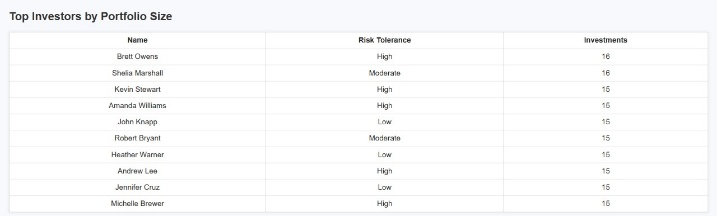 Top Investors by Portfolio Size
Name Risk Tolerance Investments
Brett Owens High 16
Shelia Marshall Moderate 16
Kevin Stewart High 15
Amanda Williams High 15
John Knapp Low 15
Robert Bryant Moderate 15
Heather Warner Low 15
Andrew Lee High 15
Jennifer Cruz Low 15
Michelle Brewer High 15